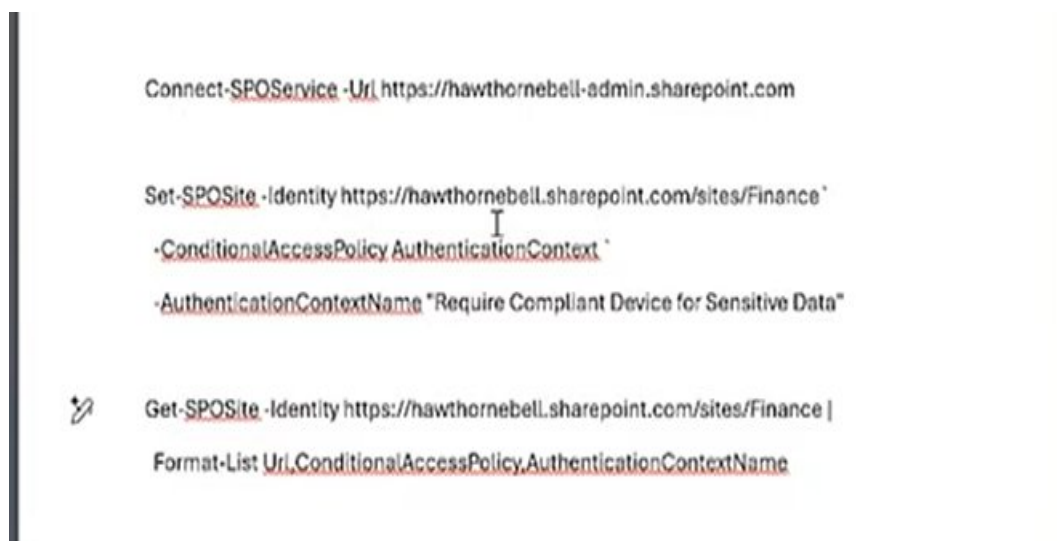 Connect-SPOService -Url https://hawthornebell-admin.sharepoint.com
Set-SPOSite -Identity https://hawthornebell.sharepoint.com/sites/Finance `
-ConditionalAccessPolicy AuthenticationContext `
-AuthenticationContextName "Require Compliant Device for Sensitive Data"
Get-SPOSite -Identity https://hawthornebell.sharepoint.com/sites/Finance |
Format-List Url,ConditionalAccessPolicy,AuthenticationContextName